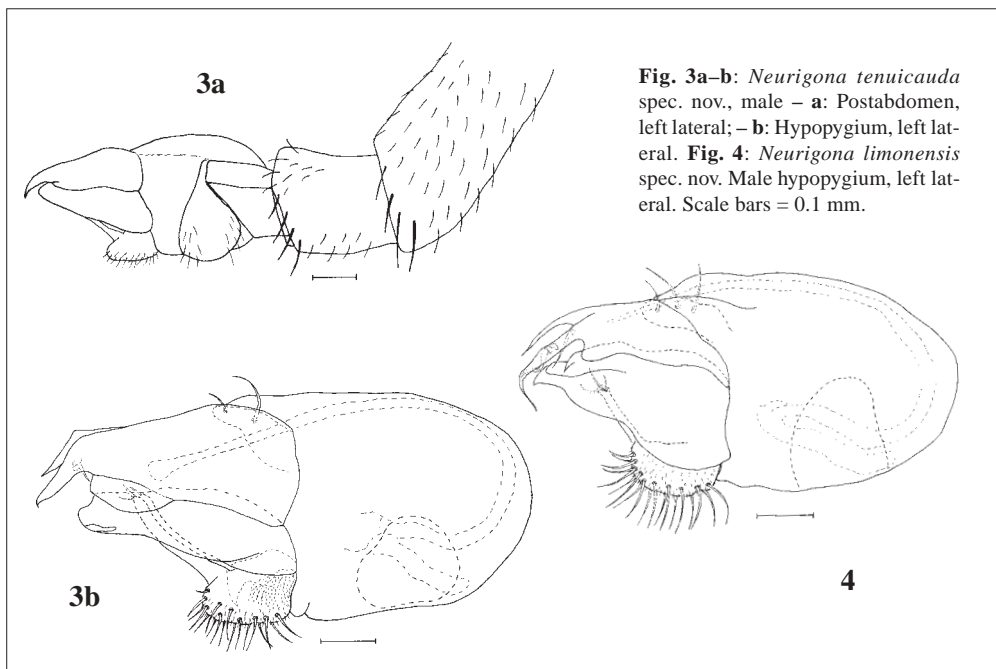 3a
Fig. 3a–b: Neurigona tenuicauda
spec. nov., male – a: Postabdomen,
left lateral; – b: Hypopygium, left lat-
eral. Fig. 4: Neurigona limonensis
spec. nov. Male hypopygium, left lat-
eral. Scale bars = 0.1 mm.
3b
4